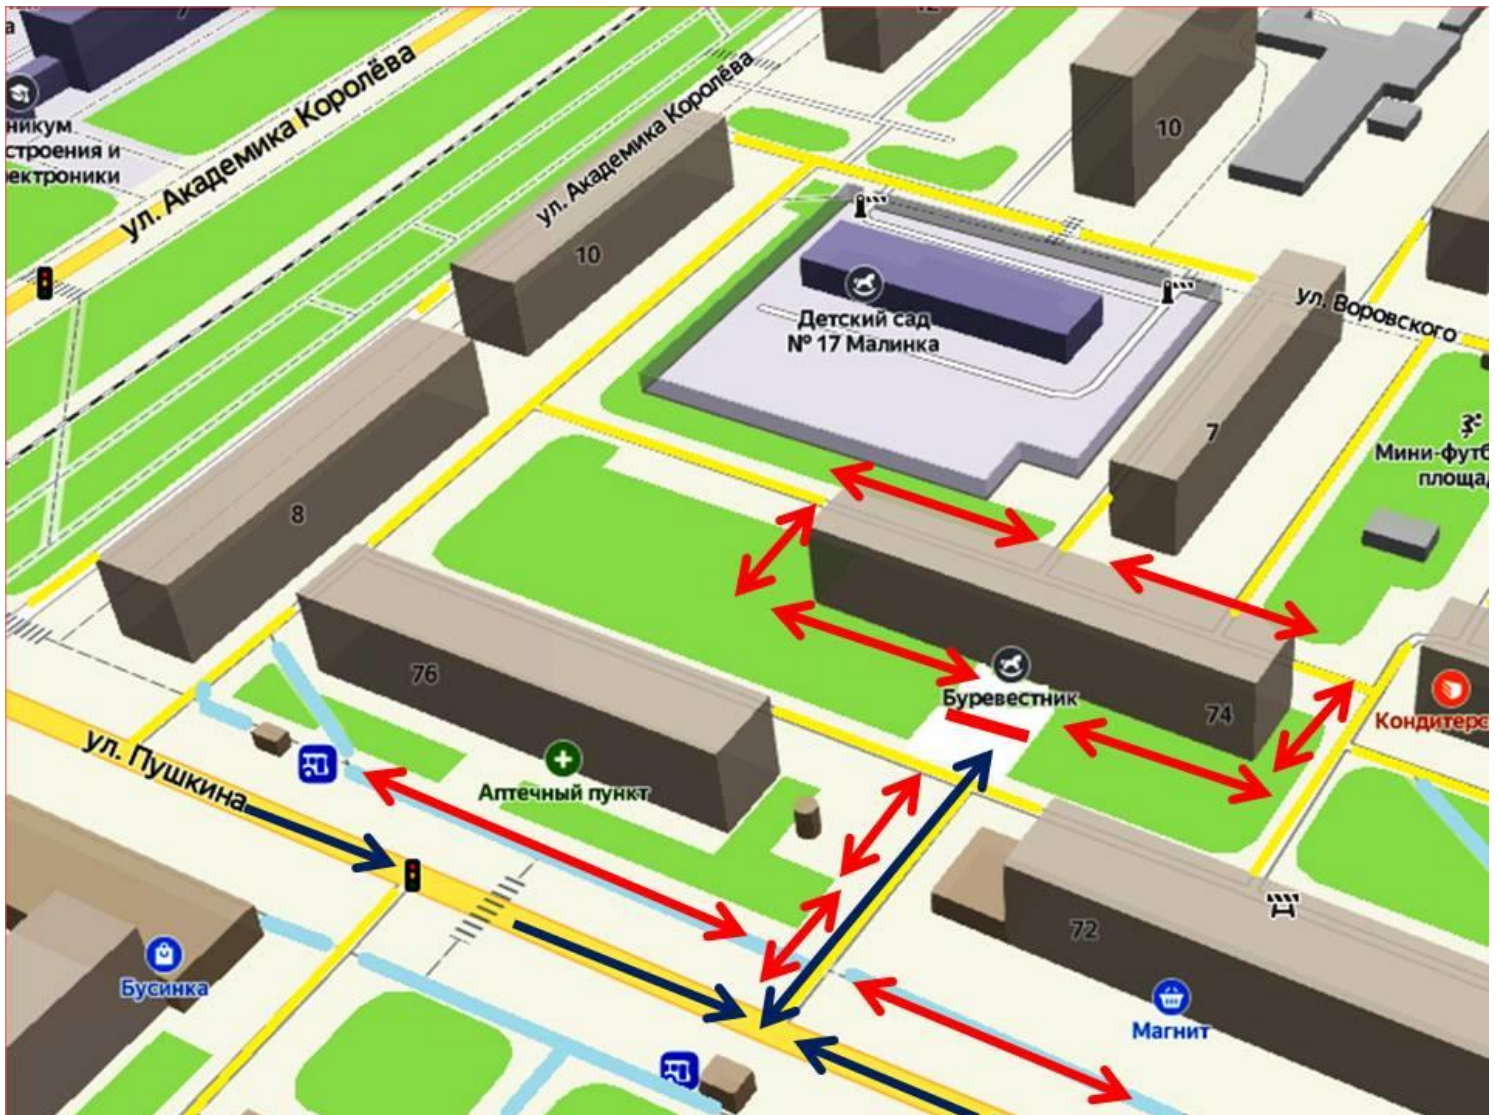 ул. Академика Королёва
никум
строения и
ектроники
ул. Академика Королёва
10
10
Детский сад
№ 17 Малинка
ул. Воровского
7
Мини-футб
площа
8
76
Буревестник
74
Кондитерс
ул. Пушкина
Аптечный пункт
72
Бусинка
Магнит